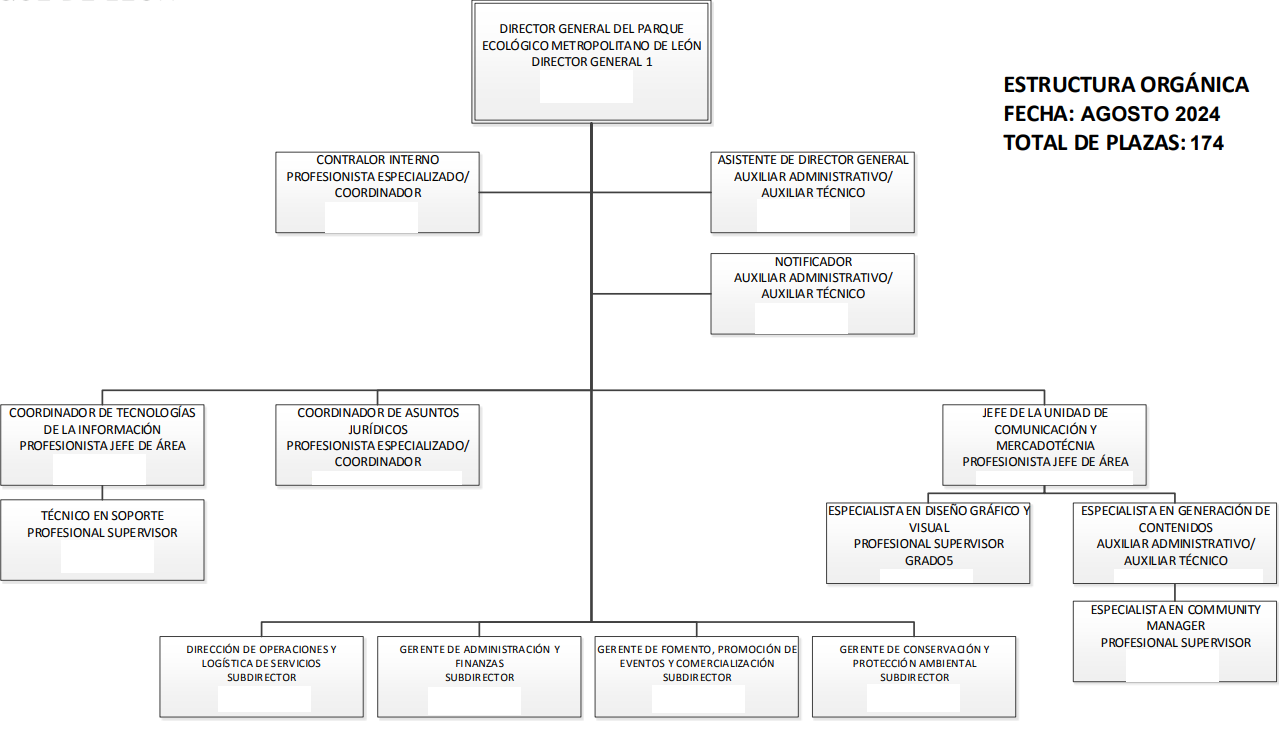 DIRECTOR GENERAL DEL PARQUE
ECOLÓGICO METROPOLITANO DE LEÓN
DIRECTOR GENERAL 1
ESTRUCTURA ORGÁNICA
FECHA: AGOSTO 2024
TOTAL DE PLAZAS: 174
CONTRALOR INTERNO
PROFESIONISTA ESPECIALIZADO/
COORDINADOR
ASISTENTE DE DIRECTOR GENERAL
AUXILIAR ADMINISTRATIVO/
AUXILIAR TÉCNICO
NOTIFICADOR
AUXILIAR ADMINISTRATIVO/
AUXILIAR TÉCNICO
COORDINADOR DE TECNOLOGÍAS
DE LA INFORMACIÓN
PROFESIONISTA JEFE DE ÁREA
COORDINADOR DE ASUNTOS
JURÍDICOS
PROFESIONISTA ESPECIALIZADO/
COORDINADOR
JEFE DE LA UNIDAD DE
COMUNICACIÓN Y
MERCADOTÉCNIA
PROFESIONISTA JEFE DE ÁREA
TÉCNICO EN SOPORTE
PROFESIONAL SUPERVISOR
ESPECIALISTA EN DISEÑO GRÁFICO Y
VISUAL
PROFESIONAL SUPERVISOR
GRADO5
ESPECIALISTA EN GENERACIÓN DE
CONTENIDOS
AUXILIAR ADMINISTRATIVO/
AUXILIAR TÉCNICO
ESPECIALISTA EN COMMUNITY
MANAGER
PROFESIONAL SUPERVISOR
DIRECCIÓN DE OPERACIONES Y
LOGÍSTICA DE SERVICIOS
SUBDIRECTOR
GERENTE DE ADMINISTRACIÓN Y
FINANZAS
SUBDIRECTOR
GERENTE DE FOMENTO, PROMOCIÓN DE
EVENTOS Y COMERCIALIZACIÓN
SUBDIRECTOR
GERENTE DE CONSERVACIÓN Y
PROTECCIÓN AMBIENTAL
SUBDIRECTOR